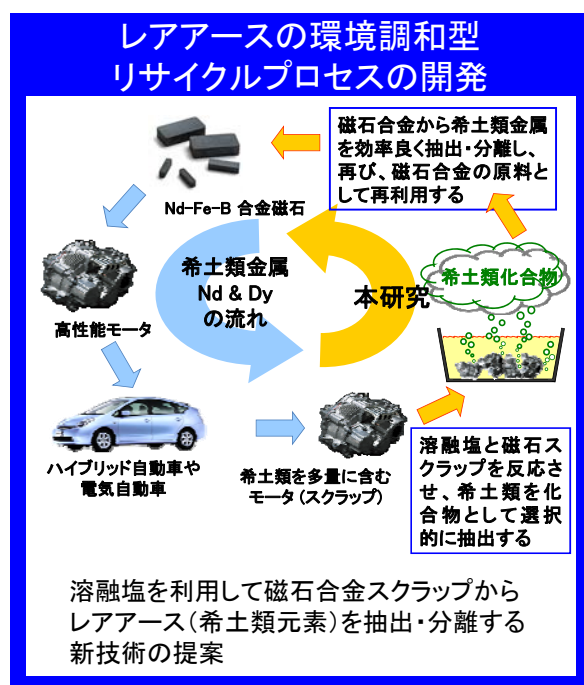 レアアースの環境調和型
リサイクルプロセスの開発
磁石合金から希土類金属
を効率良く抽出・分離し、
再び、磁石合金の原料と
して再利用する
Nd-Fe-B 合金磁石
希土類金属
Nd & Dy
の流れ
本研究
希土類化合物
高性能モータ
ハイブリッド自動車や
電気自動車
希土類を多量に含む
モータ(スクラップ)
溶融塩と磁石ス
クラップを反応さ
せ、希土類を化
合物として選択
的に抽出する
溶融塩を利用して磁石合金スクラップから
レアアース(希土類元素)を抽出・分離する
新技術の提案